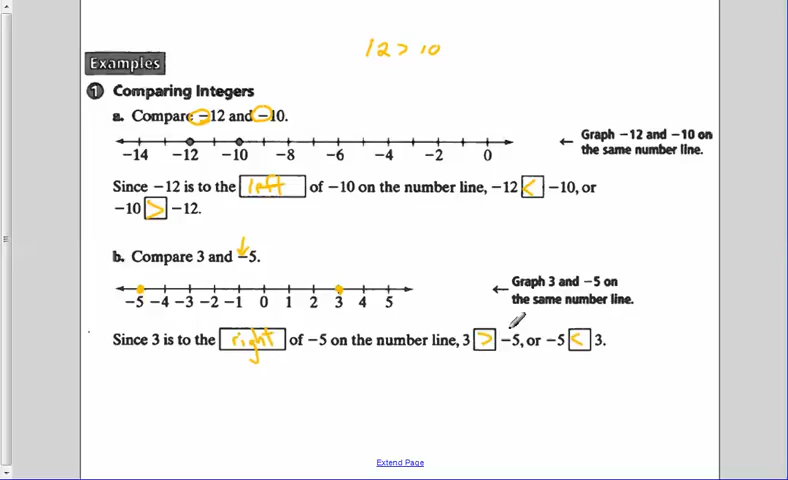 12 > 10
Examples
1 Comparing Integers
a. Compare −12 and −10.
−14 −12 −10 −8 −6 −4 −2 0
← Graph −12 and −10 on
the same number line.
Since −12 is to the left of −10 on the number line, −12 < −10, or
−10 > −12.
b. Compare 3 and −5.
−5 −4 −3 −2 −1 0 1 2 3 4 5
← Graph 3 and −5 on
the same number line.
Since 3 is to the right of −5 on the number line, 3 > −5, or −5 < 3.
Extend Page